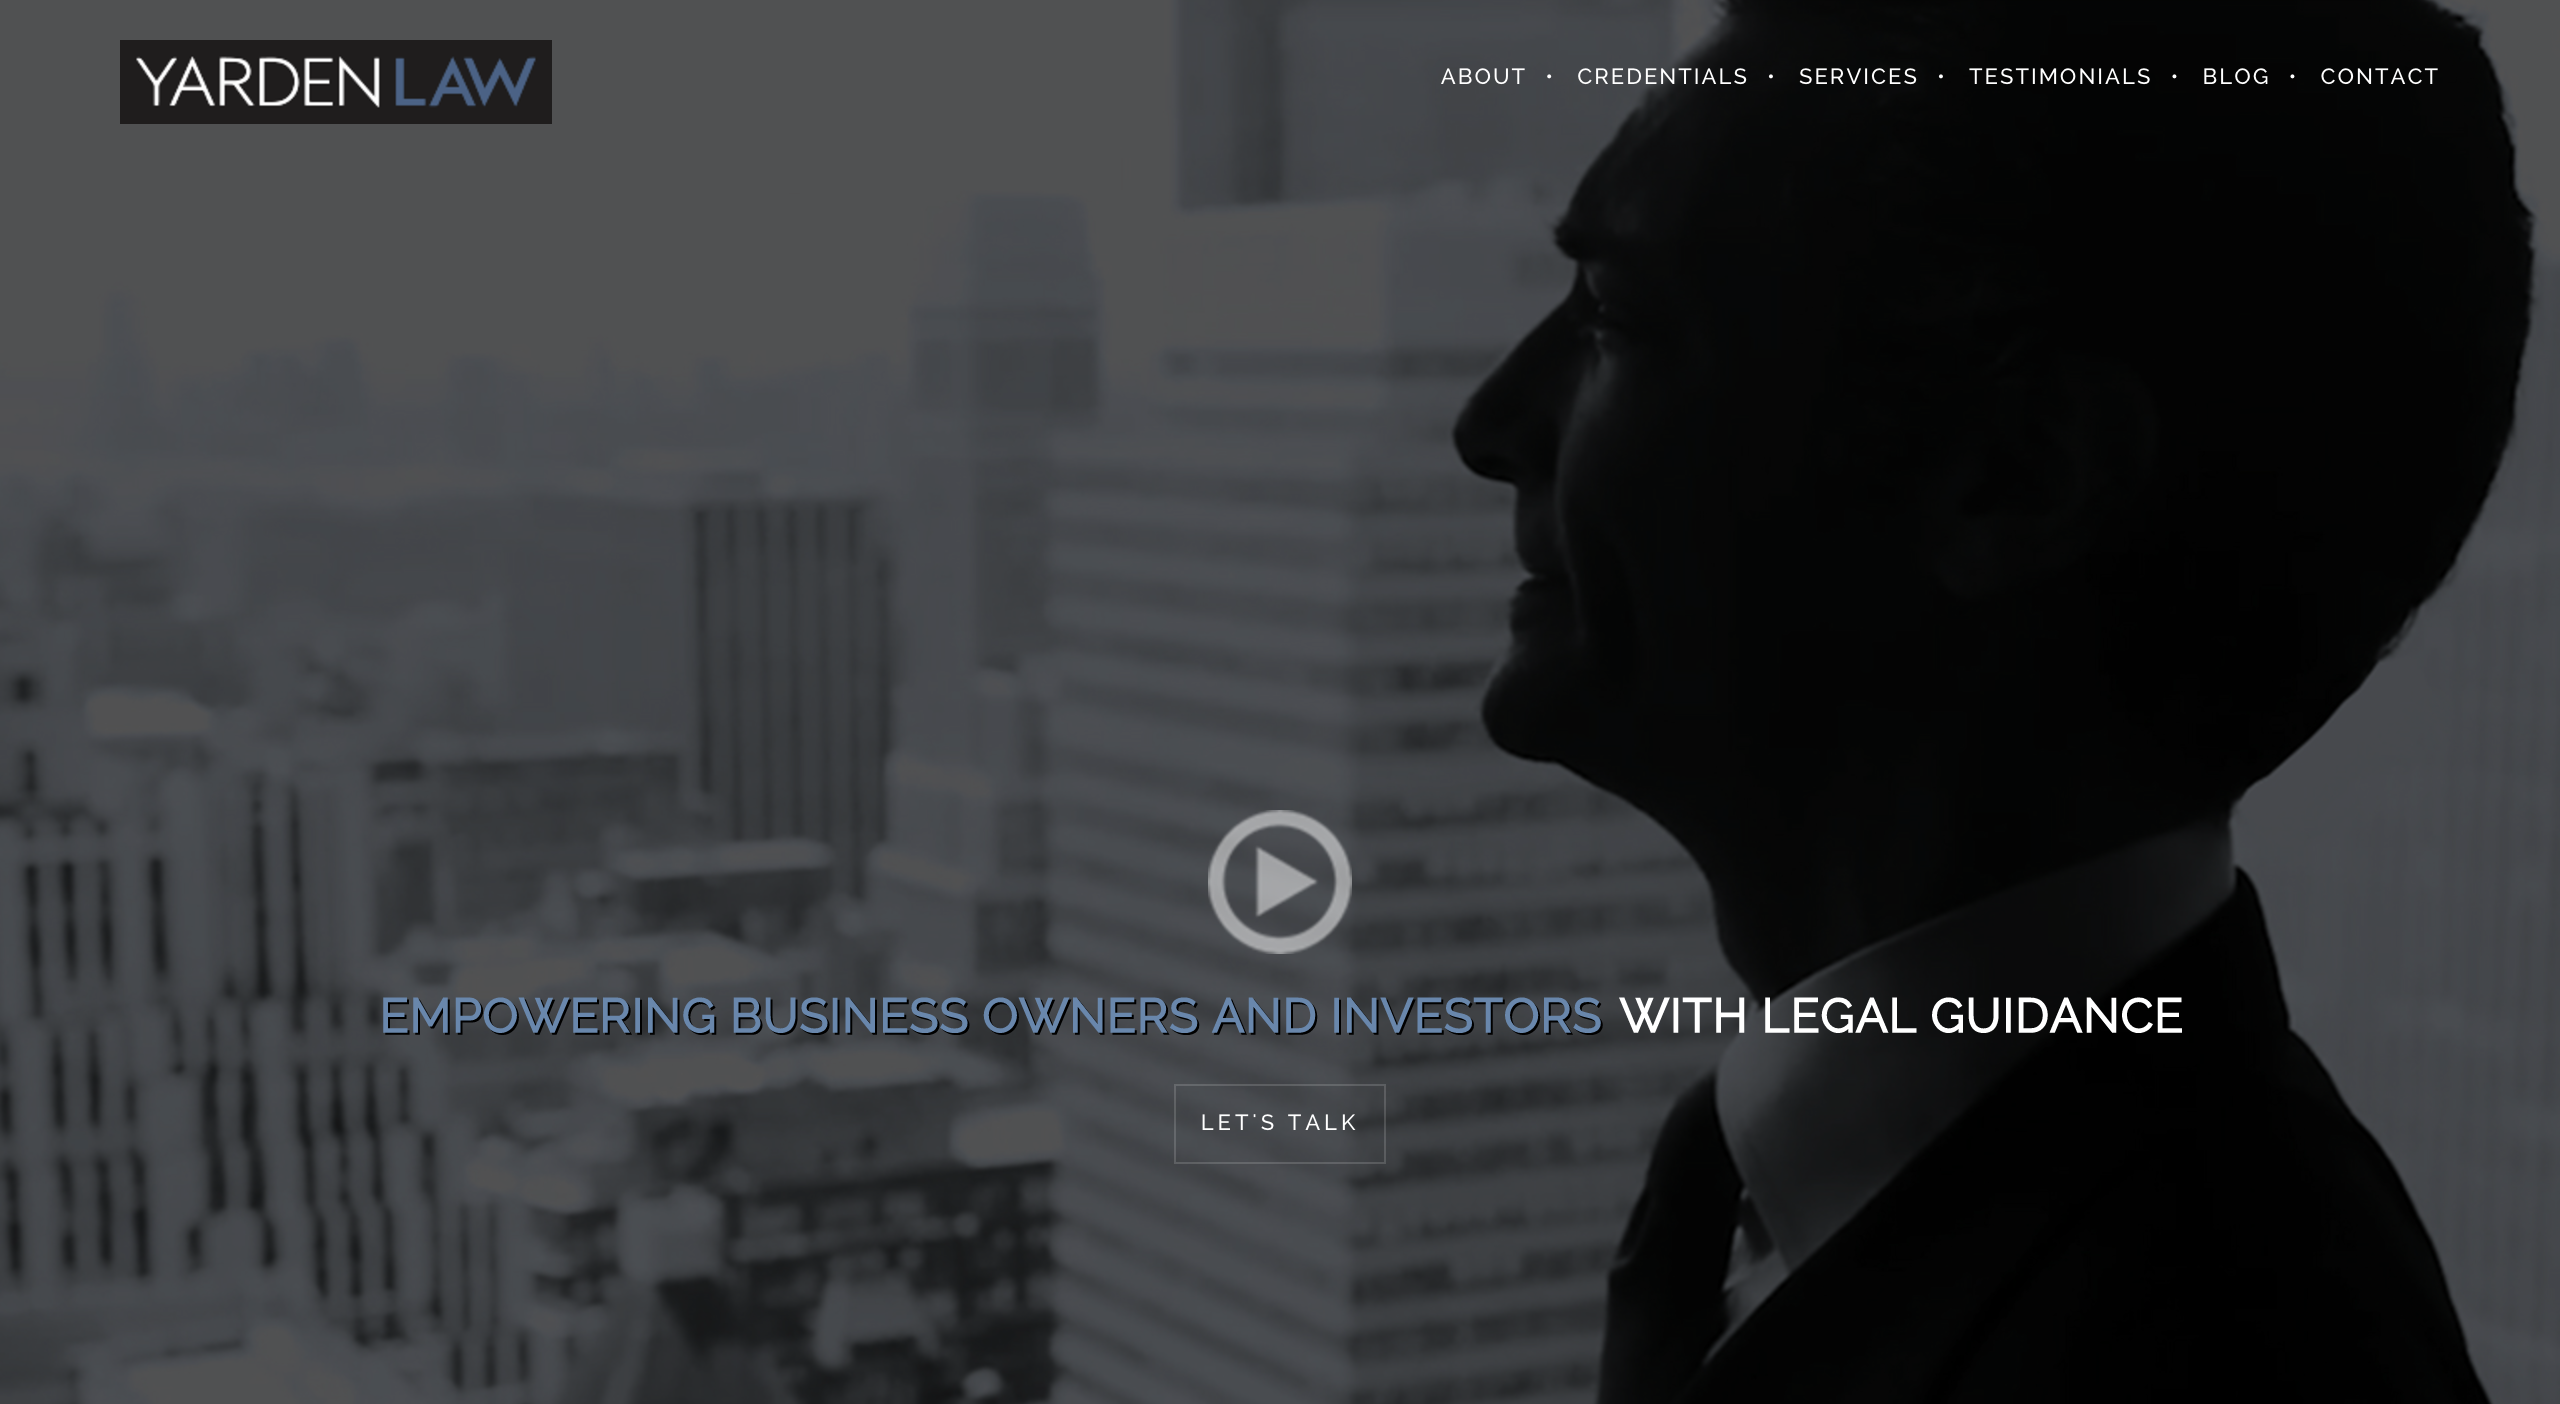 YARDEN LAW
ABOUT • CREDENTIALS • SERVICES • TESTIMONIALS • BLOG • CONTACT
EMPOWERING BUSINESS OWNERS AND INVESTORS WITH LEGAL GUIDANCE
LET'S TALK